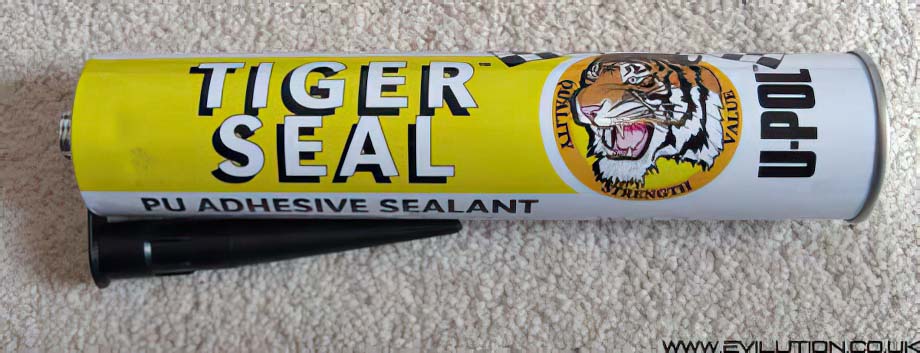 TIGER
SEAL
PU ADHESIVE SEALANT
QUALITY
VALUE
STRENGTH
U-POL
WWW.EVILUTION.CO.UK